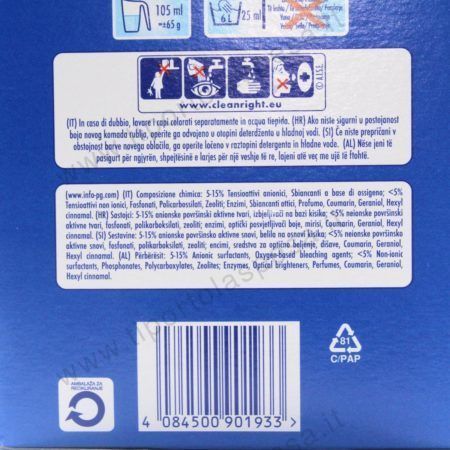 105 ml
=±65 g
6 L
25 ml
© A.I.S.E.
www.cleanright.eu
(IT) In caso di dubbio, lavare i capi colorati separatamente in acqua tiepida. (HR) Ako niste sigurni u postojanost
boja novog komada rublja, operite ga odvojeno u otopini deterdženta u hladnoj vodi. (SI) Če niste prepričani v
obstojnost barve novega oblačila, operite ga ločeno v raztopini detergenta in hladne vode. (AL) Nëse jeni të
pasigurt për ngjyrën, shpejtësinë e larjes për një veshje të re, lajani atë veç me ujë të ftohtë.
(www.info-pg.com) (IT) Composizione chimica: 5-15% Tensioattivi anionici, Sbiancanti a base di ossigeno; <5%
Tensioattivi non ionici, Fosfonati, Policarbossilati, Zeoliti; Enzimi, Sbiancanti ottici, Profumo, Coumarin, Geraniol, Hexyl
cinnamal. (HR) Sastojci: 5-15% anionske površinski aktivne tvari, izbjeljivači na bazi kisika; <5% neionske površinski
aktivne tvari, fosfonati, polikarboksilati, zeoliti; enzimi, optički posvjetljivači boje, mirisi, Coumarin, Geraniol, Hexyl
cinnamal. (SI) Sestavine: 5-15% anionske površinsko aktivne snovi, belila na osnovi kisika; <5% neionske površinsko
aktivne snovi, fosfonati, polikarboksilati, zeoliti, encimi, sredstva za optično beljenje, dišave, Coumarin, Geraniol,
Hexyl cinnamal. (AL) Përbërësit: 5-15% Anionic surfactants, Oxygen-based bleaching agents; <5% Non-ionic
surfactants, Phosphonates, Polycarboxylates, Zeolites; Enzymes, Optical brighteners, Perfumes, Coumarin, Geraniol,
Hexyl cinnamal.
AMBALAŽA ZA
RECIKLIRANJE
81
C/PAP
4 084500 901933 >